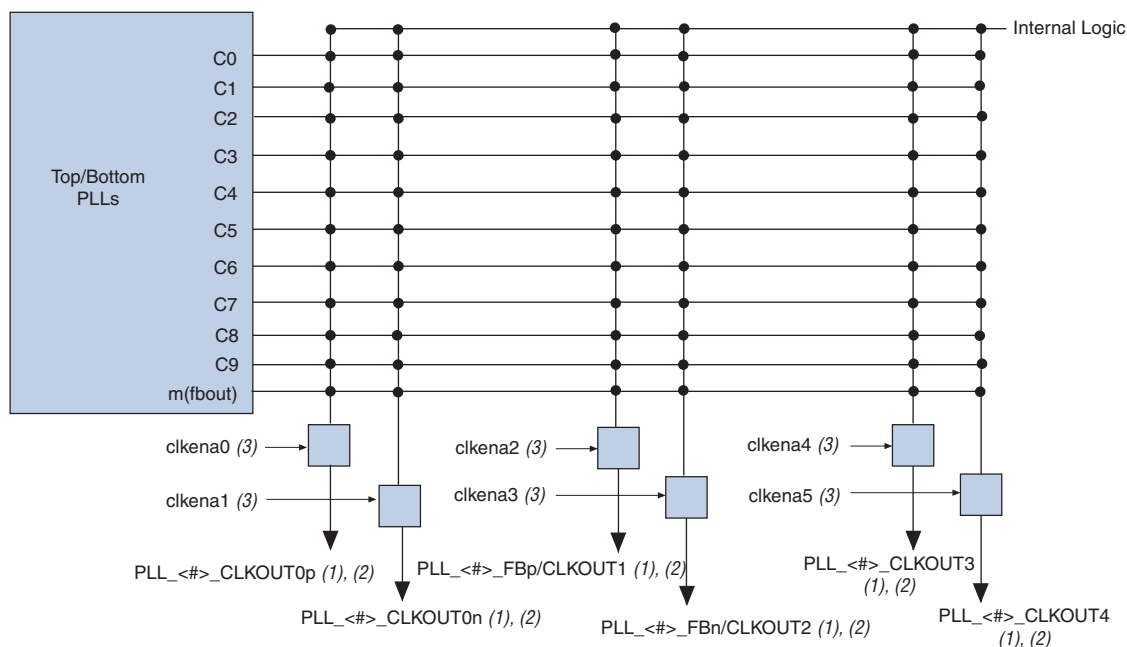 Internal Logic
C0
C1
C2
C3
Top/Bottom
PLLs
C4
C5
C6
C7
C8
C9
m(fbout)
clkena0 (3)
clkena2 (3)
clkena4 (3)
clkena1 (3)
clkena3 (3)
clkena5 (3)
PLL_<#>_CLKOUT0p (1), (2)
PLL_<#>_FBp/CLKOUT1 (1), (2)
PLL_<#>_CLKOUT3
(1), (2)
PLL_<#>_CLKOUT0n (1), (2)
PLL_<#>_FBn/CLKOUT2 (1), (2)
PLL_<#>_CLKOUT4
(1), (2)